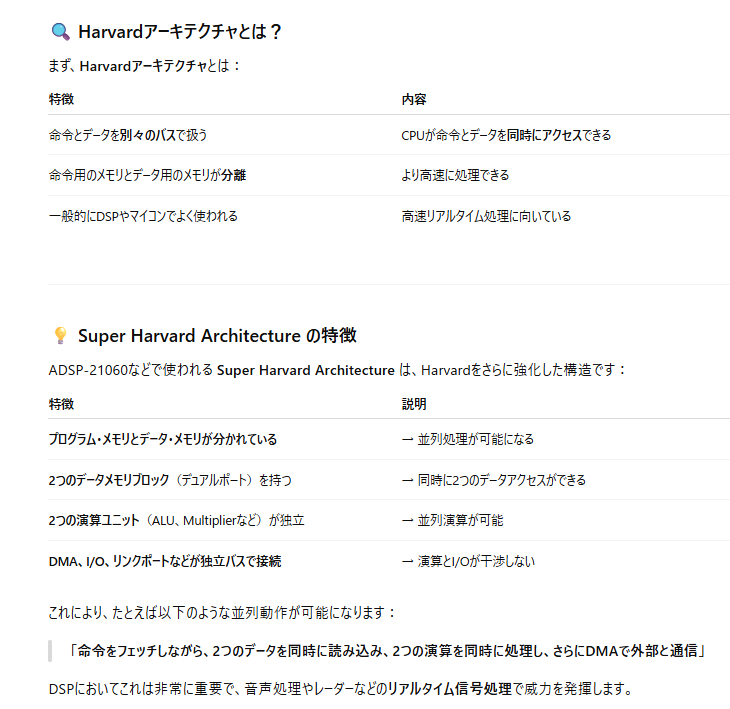 🔍 Harvardアーキテクチャとは？
まず、Harvardアーキテクチャとは：
特徴 内容
命令とデータを別々のバスで扱う CPUが命令とデータを同時にアクセスできる
命令用のメモリとデータ用のメモリが分離 より高速に処理できる
一般的にDSPやマイコンでよく使われる 高速リアルタイム処理に向いている
💡 Super Harvard Architecture の特徴
ADSP-21060などで使われる Super Harvard Architecture は、Harvardをさらに強化した構造です：
特徴 説明
プログラム・メモリとデータ・メモリが分かれている → 並列処理が可能になる
2つのデータメモリブロック（デュアルポート）を持つ → 同時に2つのデータアクセスができる
2つの演算ユニット（ALU、Multiplierなど）が独立 → 並列演算が可能
DMA、I/O、リンクポートなどが独立バスで接続 → 演算とI/Oが干渉しない
これにより、たとえば以下のような並列動作が可能になります：
「命令をフェッチしながら、2つのデータを同時に読み込み、2つの演算を同時に処理し、さらにDMAで外部と通信」
DSPにおいてこれは非常に重要で、音声処理やレーダーなどのリアルタイム信号処理で威力を発揮します。